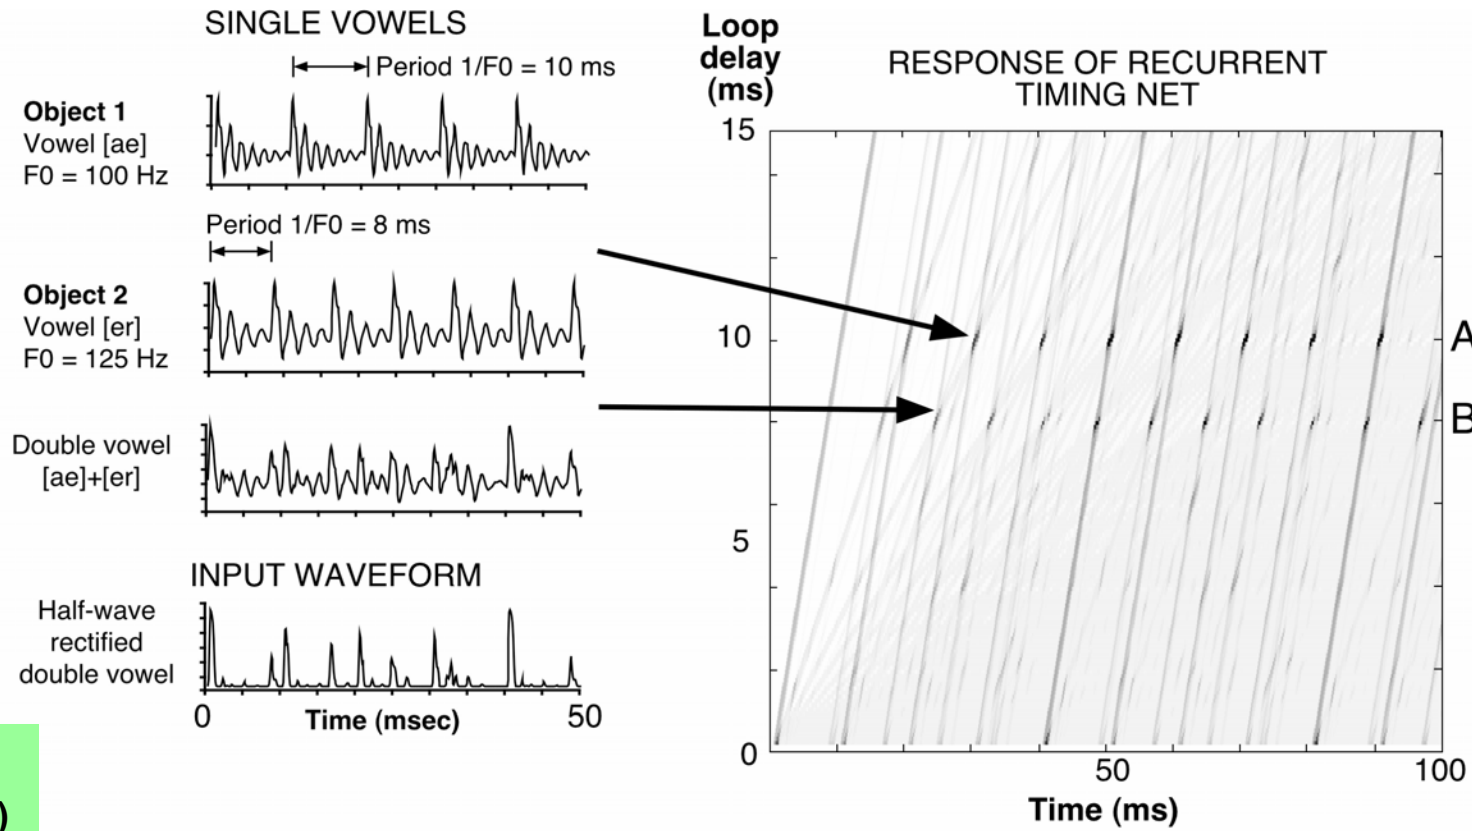 SINGLE VOWELS
Period 1/F0 = 10 ms
Object 1
Vowel [ae]
F0 = 100 Hz
Period 1/F0 = 8 ms
Object 2
Vowel [er]
F0 = 125 Hz
Double vowel
[ae]+[er]
INPUT WAVEFORM
Half-wave
rectified
double vowel
0
Time (msec)
50
)
Loop
delay
(ms)
RESPONSE OF RECURRENT
TIMING NET
15
10
A
B
5
0
50
100
Time (ms)